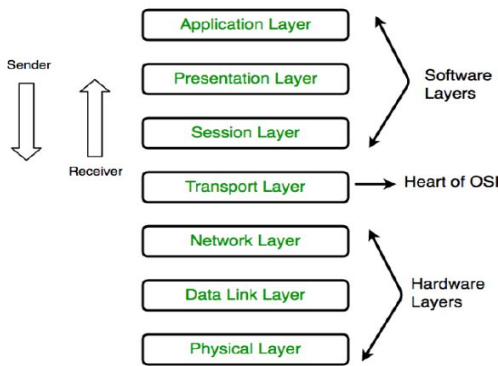 Application Layer
Sender
Presentation Layer
Software
Layers
Session Layer
Receiver
Transport Layer
Heart of OSI
Network Layer
Hardware
Layers
Data Link Layer
Physical Layer